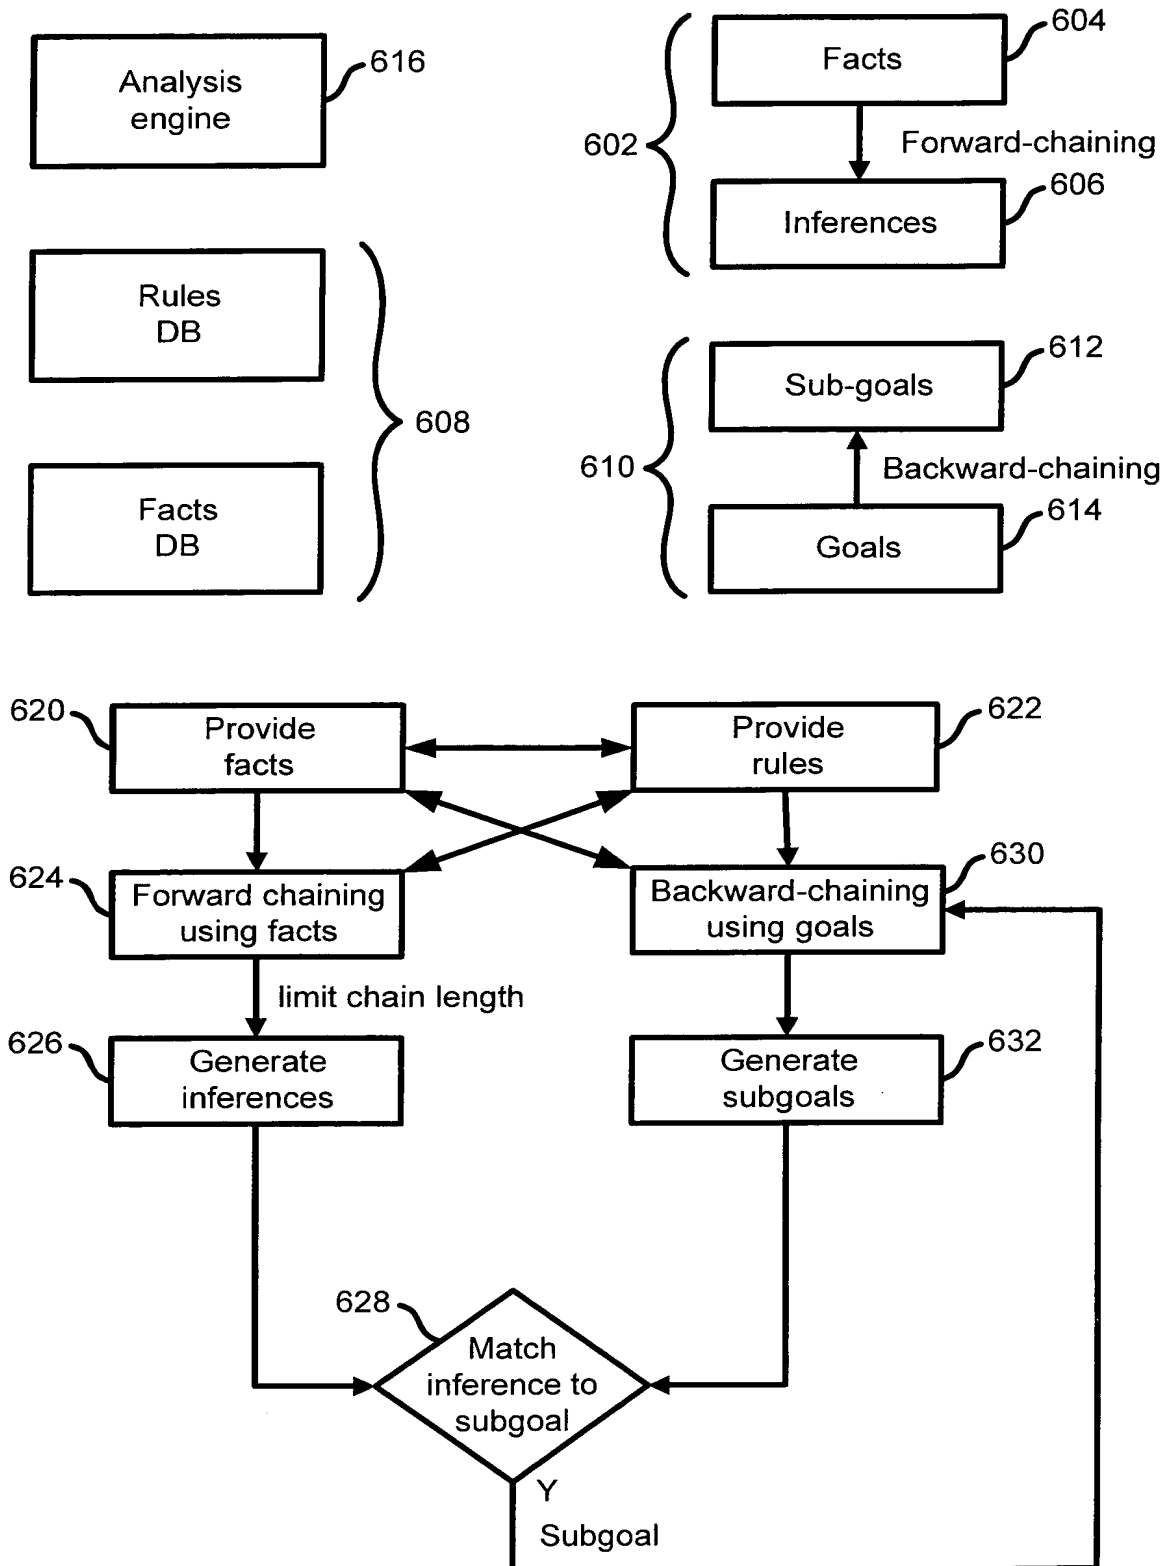 Analysis
engine
616
Rules
DB
Facts
DB
608
602
Facts
604
Forward-chaining
Inferences
606
610
Sub-goals
612
Backward-chaining
Goals
614
620
Provide
facts
Provide
rules
622
624
Forward chaining
using facts
Backward-chaining
using goals
630
limit chain length
626
Generate
inferences
Generate
subgoals
632
628
Match
inference to
subgoal
Y
Subgoal